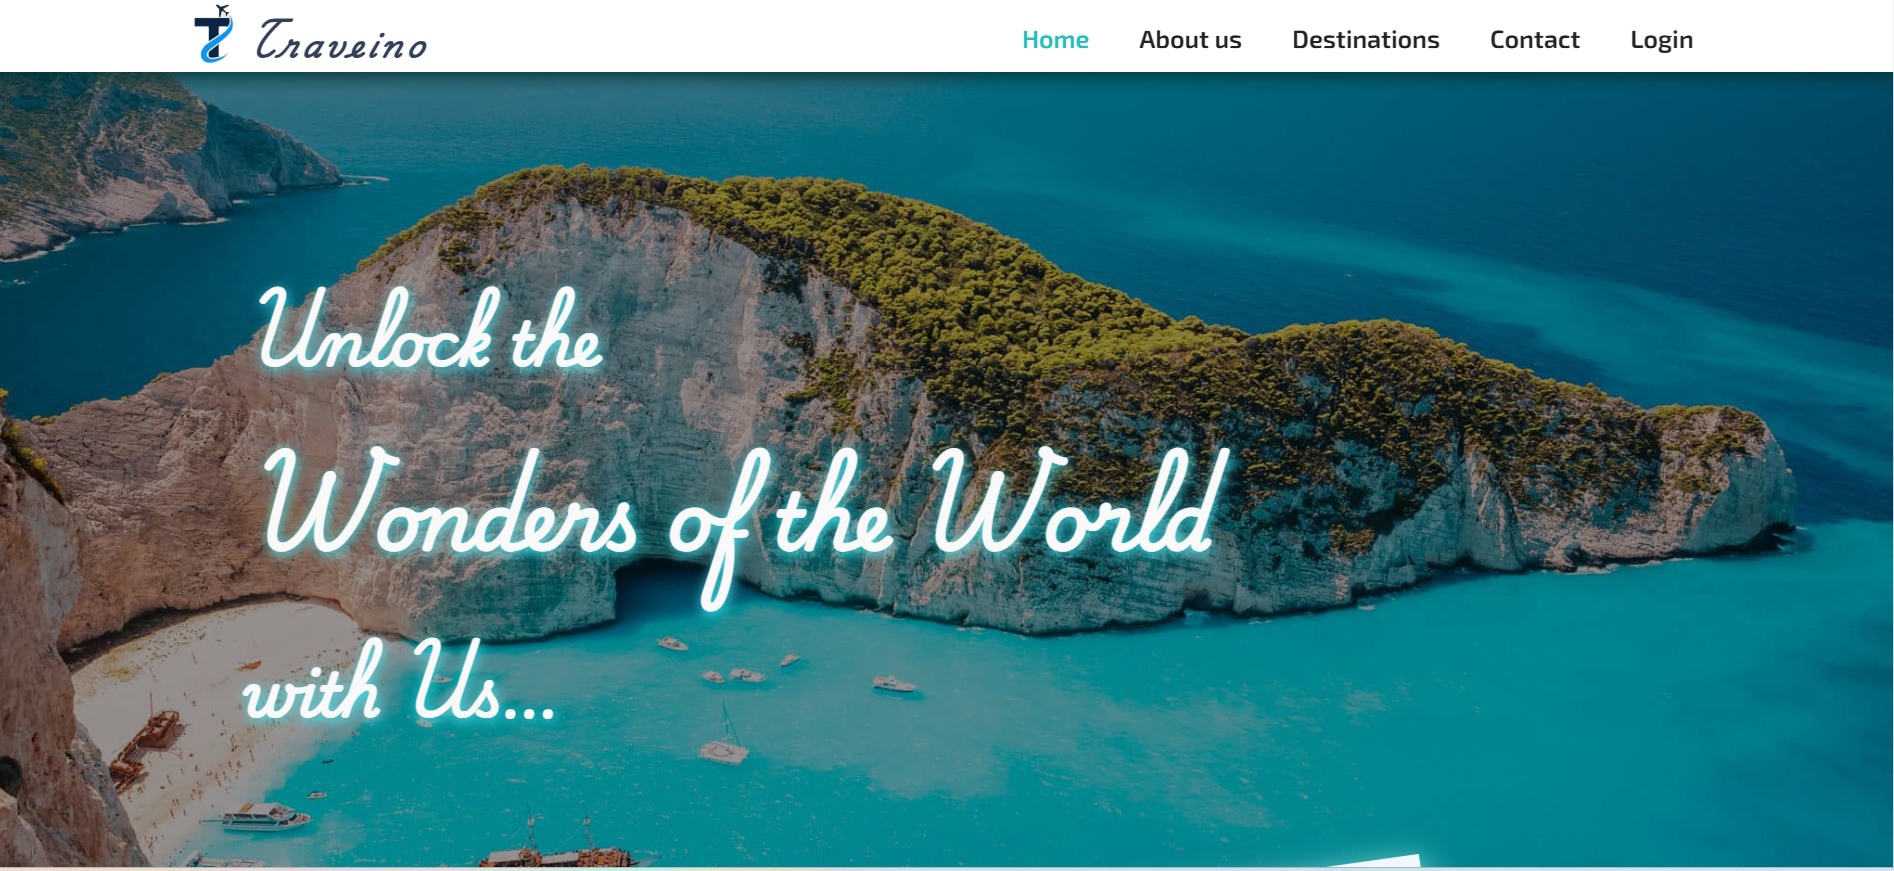 Traveino
Home About us Destinations Contact Login
Unlock the
Wonders of the World
with Us...